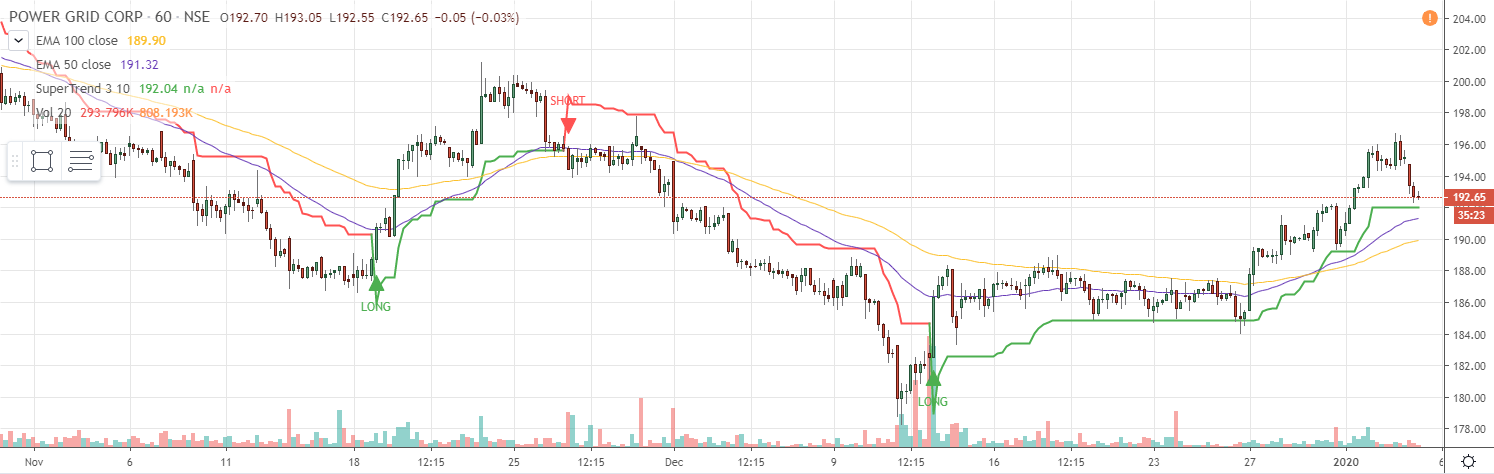 POWER GRID CORP · 60 · NSE O192.70 H193.05 L192.55 C192.65 −0.05 (−0.03%)
EMA 100 close 189.90
EMA 50 close 191.32
SuperTrend 3 10 192.04 n/a n/a
Vol 20 293.796K 808.193K
SHORT
LONG
LONG
204.00
202.00
200.00
198.00
196.00
194.00
192.65
35:23
190.00
188.00
186.00
184.00
182.00
180.00
178.00
Nov 6 11 18 12:15 25 12:15 Dec 12:15 9 12:15 16 12:15 23 27 2020 6